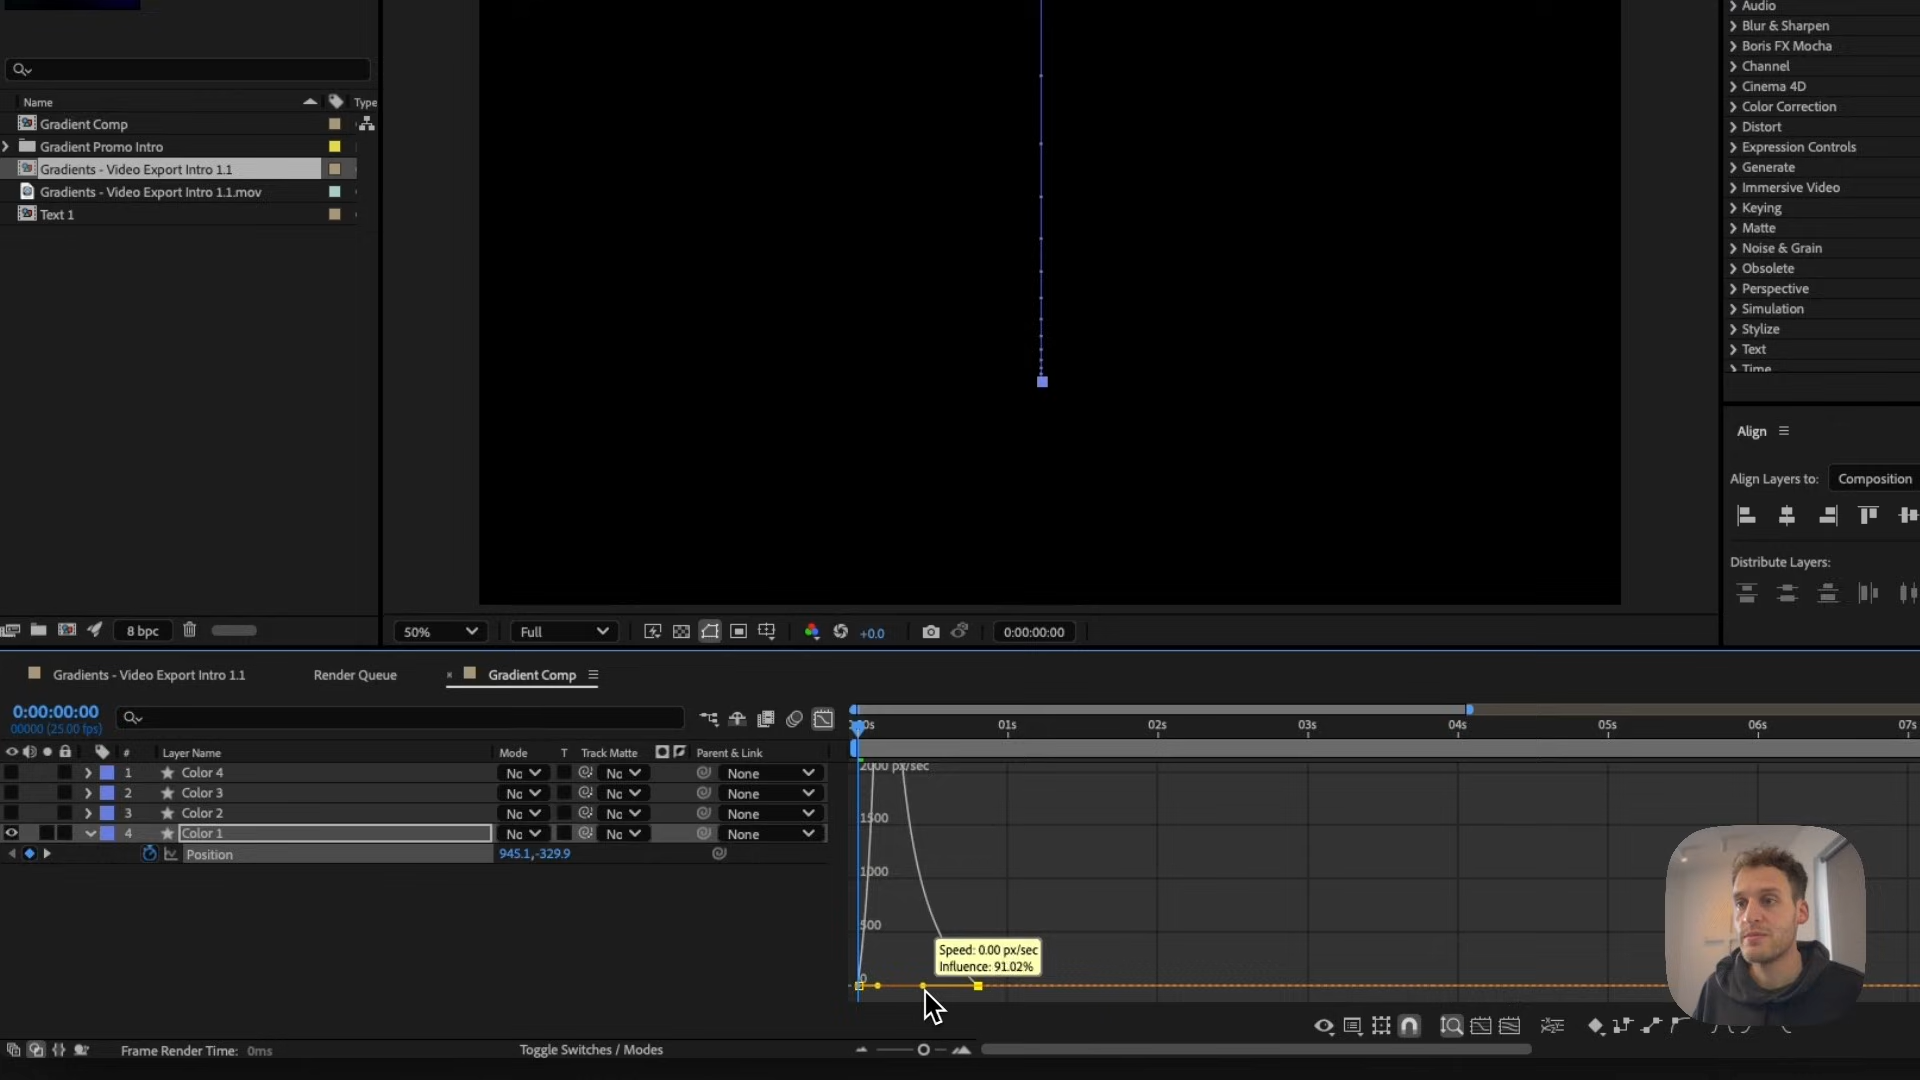 Name
Type
Gradient Comp
Gradient Promo Intro
Gradients - Video Export Intro 1.1
Gradients - Video Export Intro 1.1.mov
Text 1
8 bpc
50%
Full
+0.0
0:00:00:00
Audio
Blur & Sharpen
Boris FX Mocha
Channel
Cinema 4D
Color Correction
Distort
Expression Controls
Generate
Immersive Video
Keying
Matte
Noise & Grain
Obsolete
Perspective
Simulation
Stylize
Text
Time
Align
Align Layers to: Composition
Distribute Layers:
Gradients - Video Export Intro 1.1
Render Queue
× Gradient Comp
0:00:00:00
00000 (25.00 fps)
# Layer Name Mode T Track Matte Parent & Link
1 Color 4 No No None
2 Color 3 No No None
3 Color 2 No No None
4 Color 1 No No None
Position 945.1,-329.9
01s 02s 03s 04s 05s 06s 07s
2000 px/sec
1500
1000
500
0
Speed: 0.00 px/sec
Influence: 91.02%
Frame Render Time: 0ms
Toggle Switches / Modes